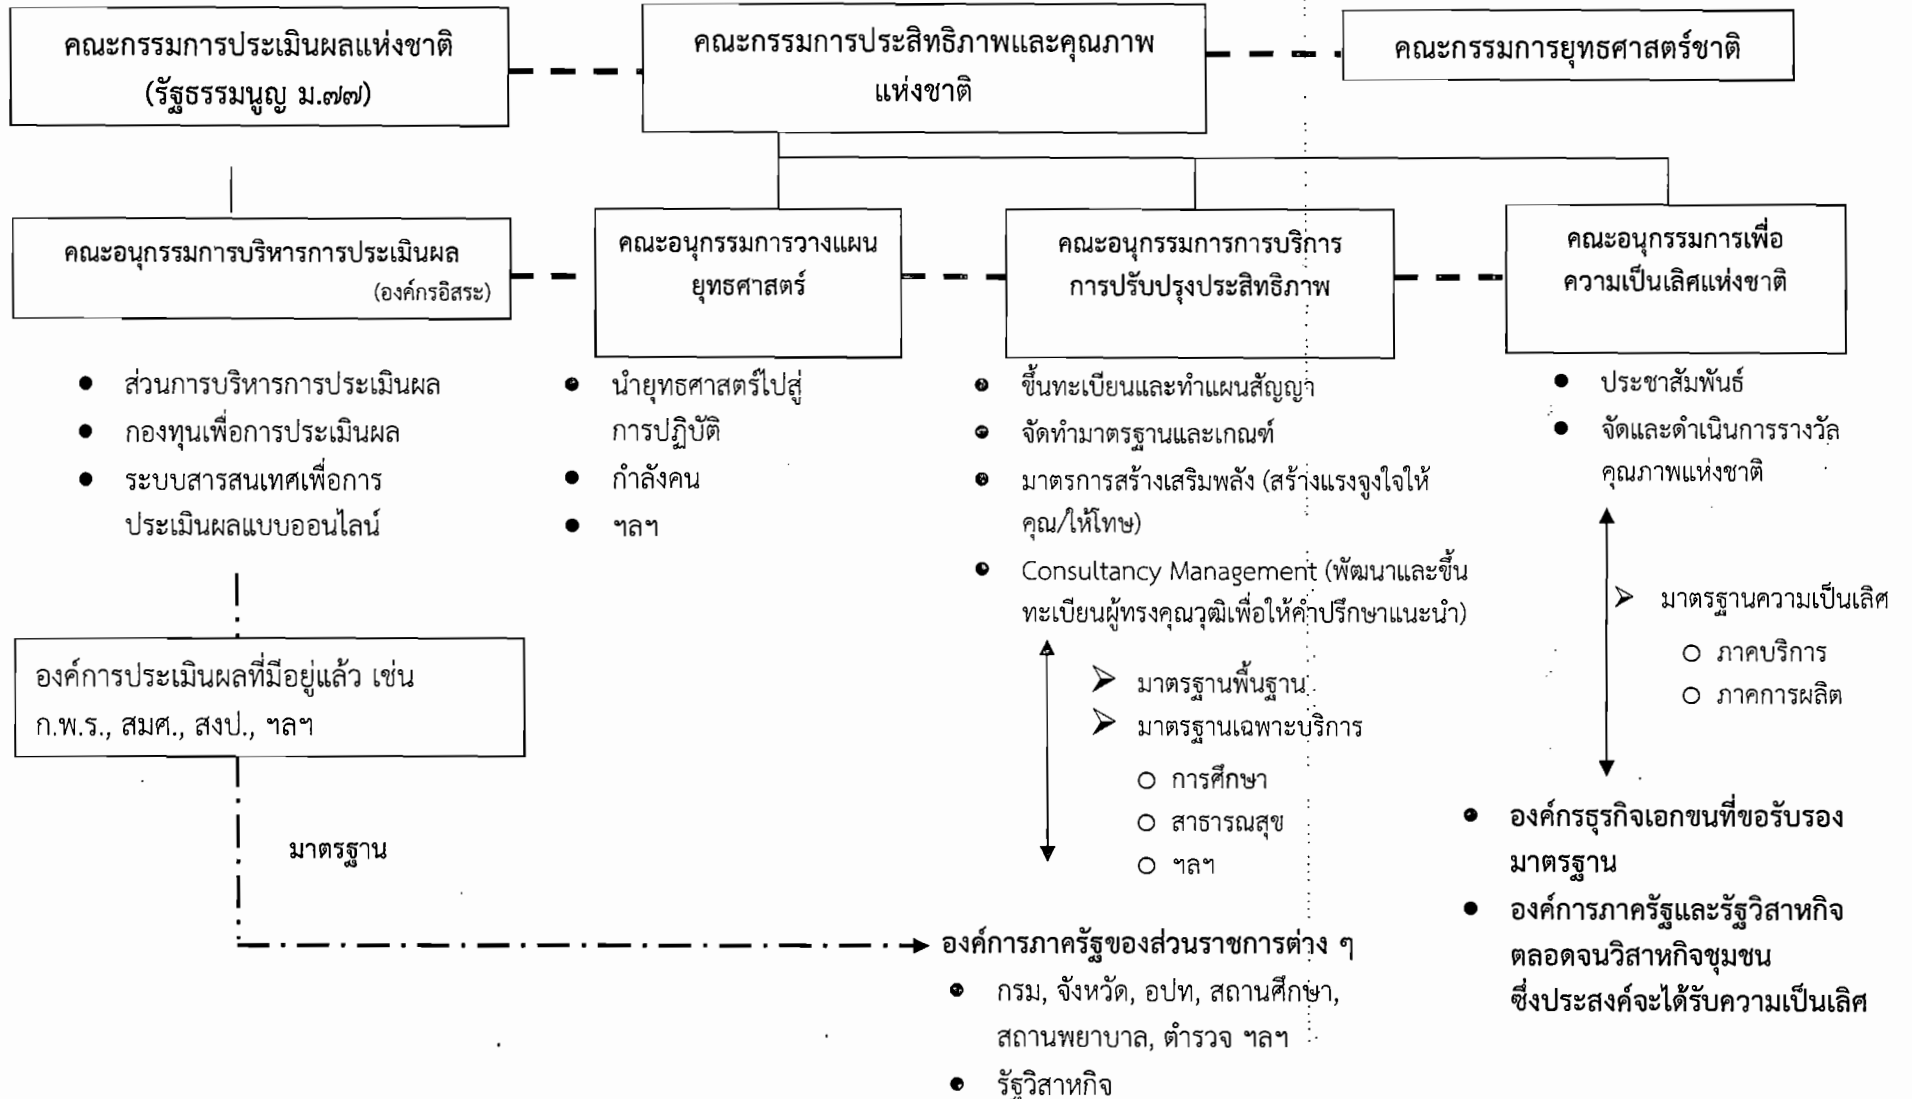 คณะกรรมการประเมินผลแห่งชาติ
(รัฐธรรมนูญ ม.๗๗)
คณะกรรมการประสิทธิภาพและคุณภาพ
แห่งชาติ
คณะกรรมการยุทธศาสตร์ชาติ
คณะอนุกรรมการบริหารการประเมินผล
(องค์กรอิสระ)
คณะอนุกรรมการวางแผน
ยุทธศาสตร์
คณะอนุกรรมการการบริการ
การปรับปรุงประสิทธิภาพ
คณะอนุกรรมการเพื่อ
ความเป็นเลิศแห่งชาติ
● ส่วนการบริหารการประเมินผล
● กองทุนเพื่อการประเมินผล
● ระบบสารสนเทศเพื่อการ
ประเมินผลแบบออนไลน์
● นำยุทธศาสตร์ไปสู่
การปฏิบัติ
● กำลังคน
● ฯลฯ
● ขึ้นทะเบียนและทำแผนสัญญา
● จัดทำมาตรฐานและเกณฑ์
● มาตรการสร้างเสริมพลัง (สร้างแรงจูงใจให้
คุณ/ให้โทษ)
● Consultancy Management (พัฒนาและขึ้น
ทะเบียนผู้ทรงคุณวุฒิเพื่อให้คำปรึกษาแนะนำ)
● ประชาสัมพันธ์
● จัดและดำเนินการรางวัล
คุณภาพแห่งชาติ
องค์การประเมินผลที่มีอยู่แล้ว เช่น
ก.พ.ร., สมศ., สงป., ฯลฯ
มาตรฐาน
➢ มาตรฐานพื้นฐาน
➢ มาตรฐานเฉพาะบริการ
○ การศึกษา
○ สาธารณสุข
○ ฯลฯ
➢ มาตรฐานความเป็นเลิศ
○ ภาคบริการ
○ ภาคการผลิต
องค์การภาครัฐของส่วนราชการต่าง ๆ
● กรม, จังหวัด, อปท, สถานศึกษา,
สถานพยาบาล, ตำรวจ ฯลฯ
● รัฐวิสาหกิจ
● องค์กรธุรกิจเอกขนที่ขอรับรอง
มาตรฐาน
● องค์การภาครัฐและรัฐวิสาหกิจ
ตลอดจนวิสาหกิจชุมชน
ซึ่งประสงค์จะได้รับความเป็นเลิศ